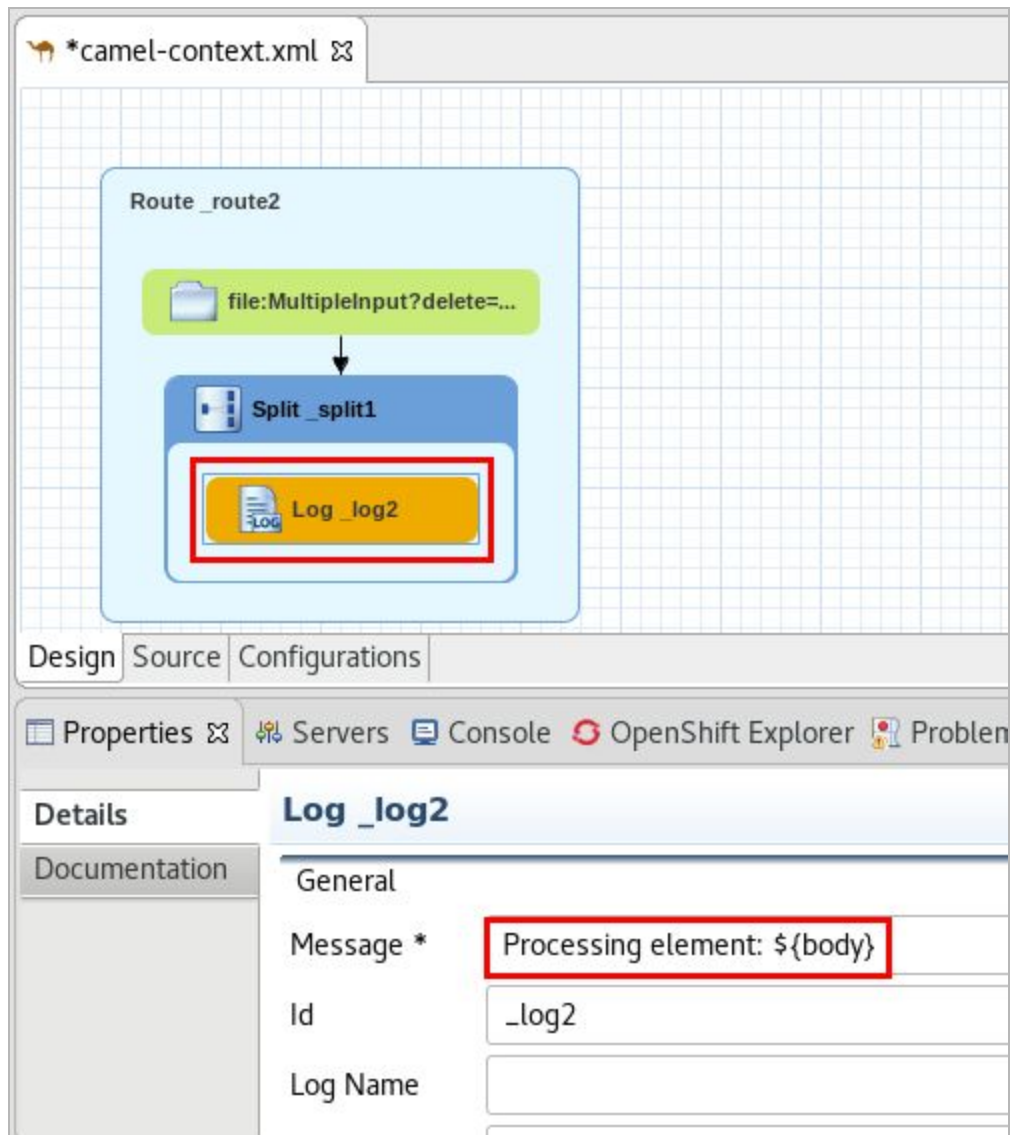 *camel-context.xml
Route _route2
file:MultipleInput?delete=...
Split _split1
LOG Log _log2
Design Source Configurations
Properties Servers Console OpenShift Explorer Problem
Details
Documentation
Log _log2
General
Message * Processing element: ${body}
Id _log2
Log Name